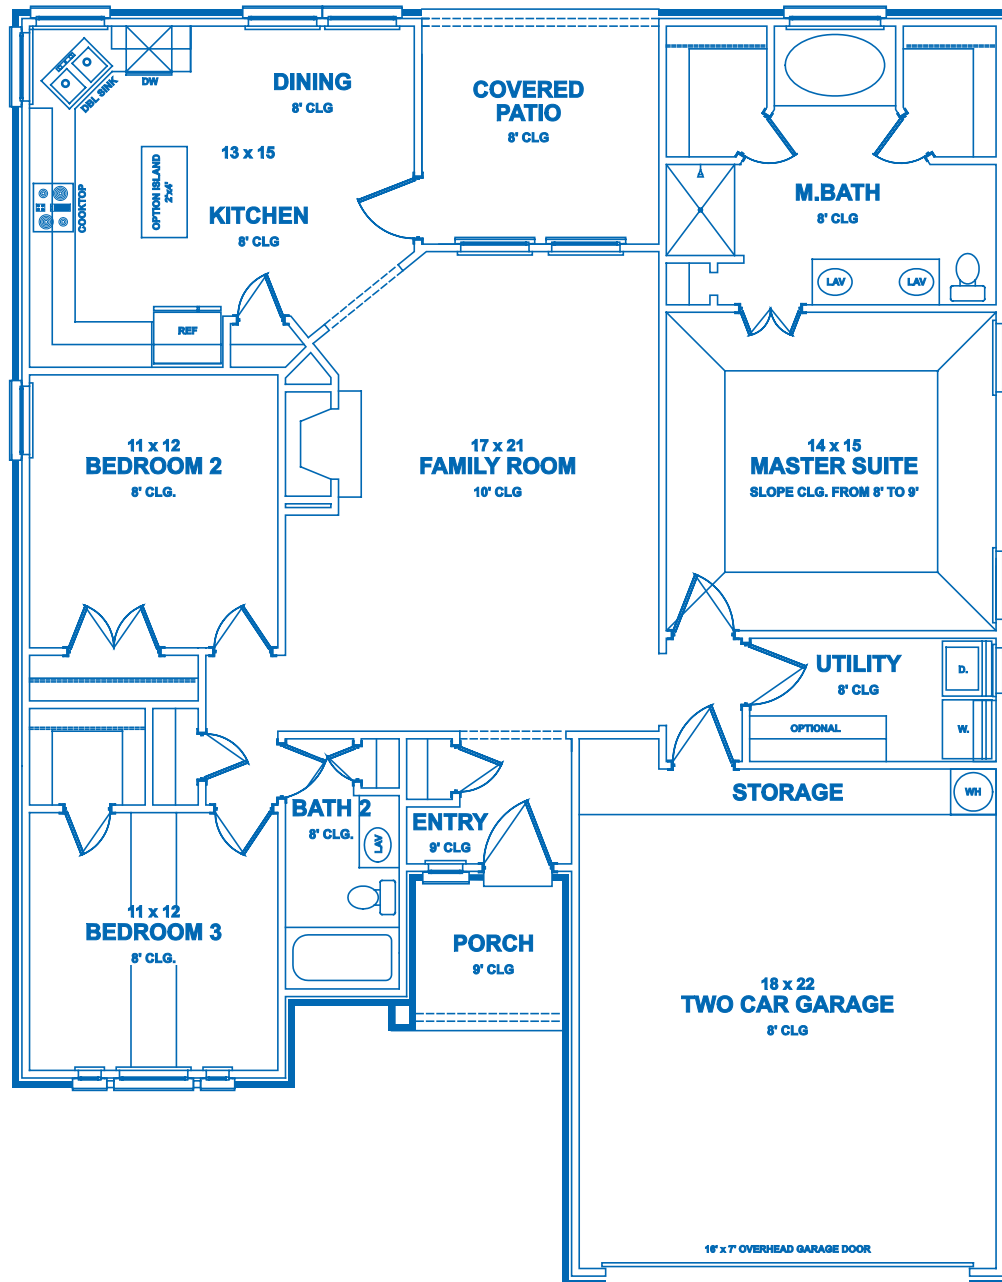 DBL SINK
DW
DINING
8' CLG
13 x 15
OPTION ISLAND
2'x4'
COOKTOP
KITCHEN
8' CLG
REF
COVERED
PATIO
8' CLG
M.BATH
8' CLG
LAV
LAV
11 x 12
BEDROOM 2
8' CLG.
17 x 21
FAMILY ROOM
10' CLG
14 x 15
MASTER SUITE
SLOPE CLG. FROM 8' TO 9'
UTILITY
8' CLG
D.
W.
OPTIONAL
STORAGE
WH
BATH 2
8' CLG.
LAV
ENTRY
9' CLG
11 x 12
BEDROOM 3
8' CLG.
PORCH
9' CLG
18 x 22
TWO CAR GARAGE
8' CLG
16' x 7' OVERHEAD GARAGE DOOR